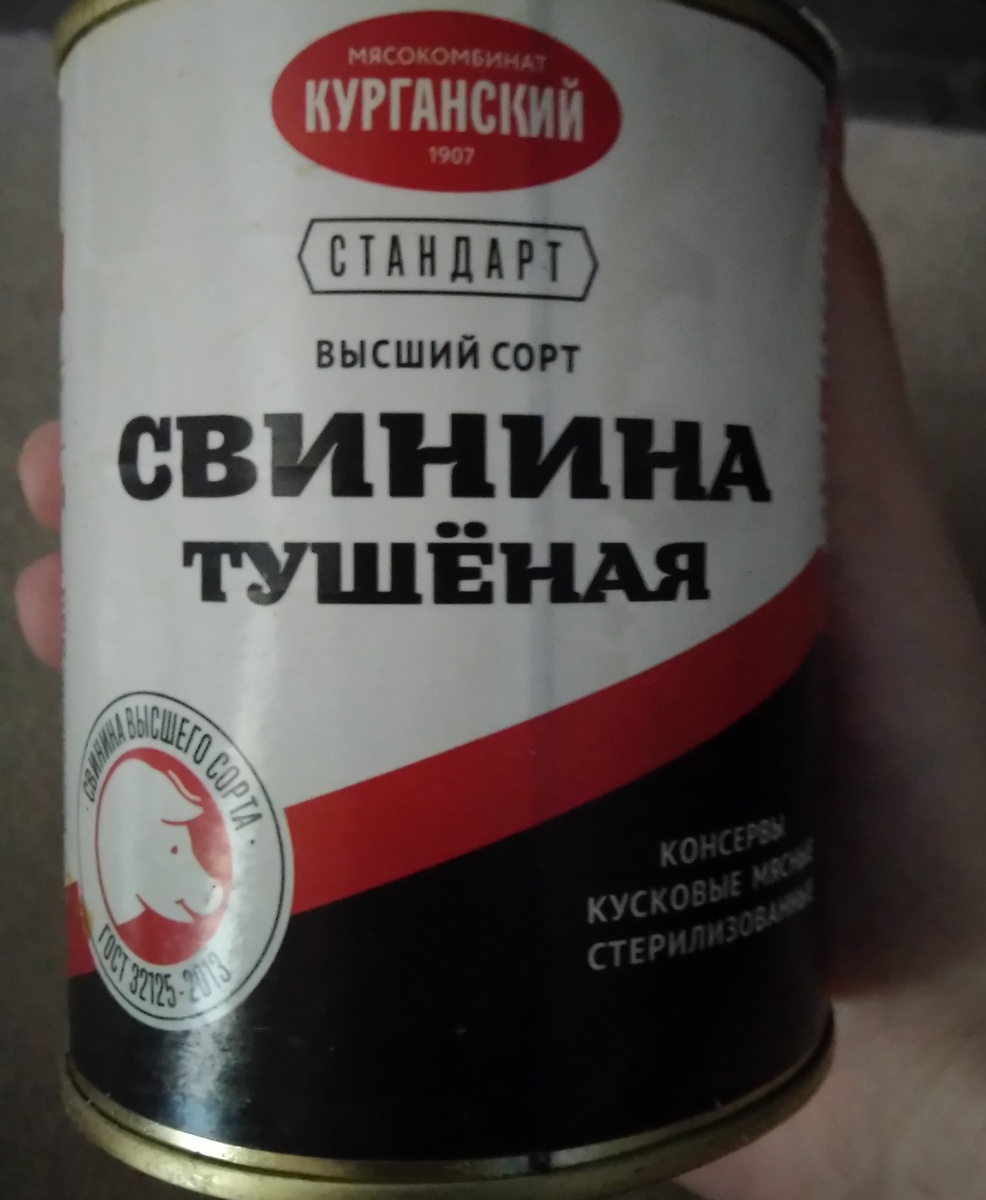 МЯСОКОМБИНАТ
КУРГАНСКИЙ
1907
СТАНДАРТ
ВЫСШИЙ СОРТ
СВИНИНА
ТУШЁНАЯ
· СВИНИНА ВЫСШЕГО СОРТА ·
ГОСТ 32125-2013
КОНСЕРВЫ
КУСКОВЫЕ МЯСНЫЕ
СТЕРИЛИЗОВАННЫЕ